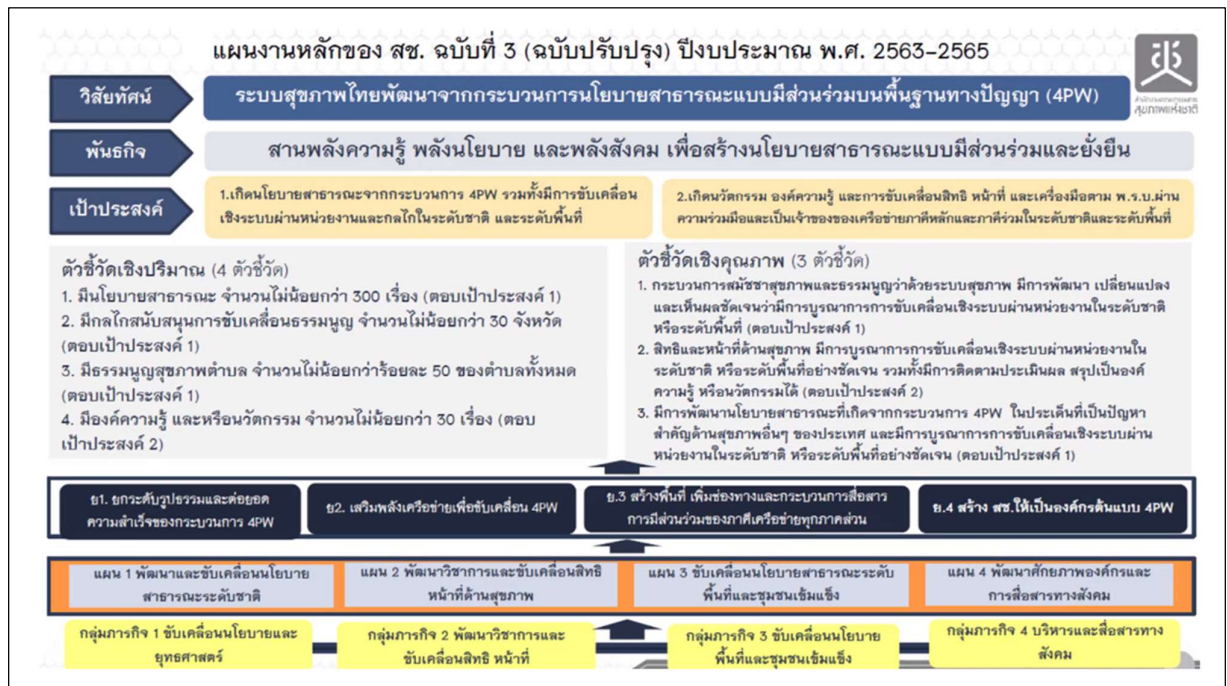 แผนงานหลักของ สช. ฉบับที่ 3 (ฉบับปรับปรุง) ปีงบประมาณ พ.ศ. 2563-2565
วิสัยทัศน์
ระบบสุขภาพไทยพัฒนาจากกระบวนการนโยบายสาธารณะแบบมีส่วนร่วมบนพื้นฐานทางปัญญา (4PW)
สุขภาพแห่งชาติ
พันธกิจ
สานพลังความรู้ พลังนโยบาย และพลังสังคม เพื่อสร้างนโยบายสาธารณะแบบมีส่วนร่วมและยั่งยืน
เป้าประสงค์
1.เกิดนโยบายสาธารณะจากกระบวนการ 4PW รวมทั้งมีการขับเคลื่อน
เชิงระบบผ่านหน่วยงานและกลไกในระดับชาติ และระดับพื้นที่
2.เกิดนวัตกรรม องค์ความรู้ และการขับเคลื่อนสิทธิ หน้าที่ และเครื่องมือตาม พ.ร.บ.ผ่าน
ความร่วมมือและเป็นเจ้าของของเครือข่ายภาคีหลักและภาคีร่วมในระดับชาติและระดับพื้นที่
ตัวชี้วัดเชิงปริมาณ (4 ตัวชี้วัด)
1. มีนโยบายสาธารณะ จำนวนไม่น้อยกว่า 300 เรื่อง (ตอบเป้าประสงค์ 1)
2. มีกลไกสนับสนุนการขับเคลื่อนธรรมนูญ จำนวนไม่น้อยกว่า 30 จังหวัด
(ตอบเป้าประสงค์ 1)
3. มีธรรมนูญสุขภาพตำบล จำนวนไม่น้อยกว่าร้อยละ 50 ของตำบลทั้งหมด
(ตอบเป้าประสงค์ 1)
4. มีองค์ความรู้ และหรือนวัตกรรม จำนวนไม่น้อยกว่า 30 เรื่อง (ตอบ
เป้าประสงค์ 2)
ตัวชี้วัดเชิงคุณภาพ (3 ตัวชี้วัด)
1. กระบวนการสมัชชาสุขภาพและธรรมนูญว่าด้วยระบบสุขภาพ มีการพัฒนา เปลี่ยนแปลง
และเห็นผลชัดเจนว่ามีการบูรณาการการขับเคลื่อนเชิงระบบผ่านหน่วยงานในระดับชาติ
หรือระดับพื้นที่ (ตอบเป้าประสงค์ 1)
2. สิทธิและหน้าที่ด้านสุขภาพ มีการบูรณาการการขับเคลื่อนเชิงระบบผ่านหน่วยงานใน
ระดับชาติ หรือระดับพื้นที่อย่างชัดเจน รวมทั้งมีการติดตามประเมินผล สรุปเป็นองค์
ความรู้ หรือนวัตกรรมได้ (ตอบเป้าประสงค์ 2)
3. มีการพัฒนานโยบายสาธารณะที่เกิดจากกระบวนการ 4PW ในประเด็นที่เป็นปัญหา
สำคัญด้านสุขภาพอื่นๆ ของประเทศ และมีการบูรณาการการขับเคลื่อนเชิงระบบผ่าน
หน่วยงานในระดับชาติ หรือระดับพื้นที่อย่างชัดเจน (ตอบเป้าประสงค์ 1)
ย1. ยกระดับรูปธรรมและต่อยอด
ความสำเร็จของกระบวนการ 4PW
ย2. เสริมพลังเครือข่ายเพื่อขับเคลื่อน 4PW
ย.3 สร้างพื้นที่ เพิ่มช่องทางและกระบวนการสื่อสาร
การมีส่วนร่วมของภาคีเครือข่ายทุกภาคส่วน
ย.4 สร้าง สช.ให้เป็นองค์กรต้นแบบ 4PW
แผน 1 พัฒนาและขับเคลื่อนนโยบาย
สาธารณะระดับชาติ
แผน 2 พัฒนาวิชาการและขับเคลื่อนสิทธิ
หน้าที่ด้านสุขภาพ
แผน 3 ขับเคลื่อนนโยบายสาธารณะระดับ
พื้นที่และชุมชนเข้มแข็ง
แผน 4 พัฒนาศักยภาพองค์กรและ
การสื่อสารทางสังคม
กลุ่มภารกิจ 1 ขับเคลื่อนนโยบายและ
ยุทธศาสตร์
กลุ่มภารกิจ 2 พัฒนาวิชาการและ
ขับเคลื่อนสิทธิ หน้าที่
กลุ่มภารกิจ 3 ขับเคลื่อนนโยบาย
พื้นที่และชุมชนเข้มแข็ง
กลุ่มภารกิจ 4 บริหารและสื่อสารทาง
สังคม